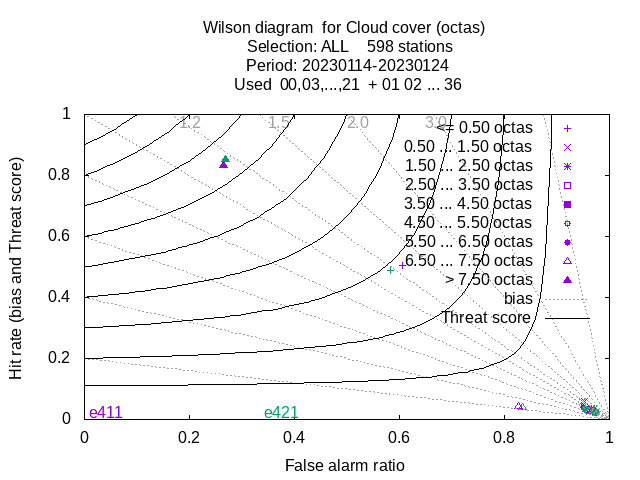 Wilson diagram  for Cloud cover (octas)
Selection: ALL    598 stations
Period: 20230114-20230124
Used  00,03,...,21  + 01 02 ... 36
1.2 1.5 2.0 3.0
<= 0.50 octas
0.50 ... 1.50 octas
1.50 ... 2.50 octas
2.50 ... 3.50 octas
3.50 ... 4.50 octas
4.50 ... 5.50 octas
5.50 ... 6.50 octas
6.50 ... 7.50 octas
> 7.50 octas
bias
Threat score
Hit rate (bias and Threat score)
1
0.8
0.6
0.4
0.2
0
e411 e421
0 0.2 0.4 0.6 0.8 1
False alarm ratio